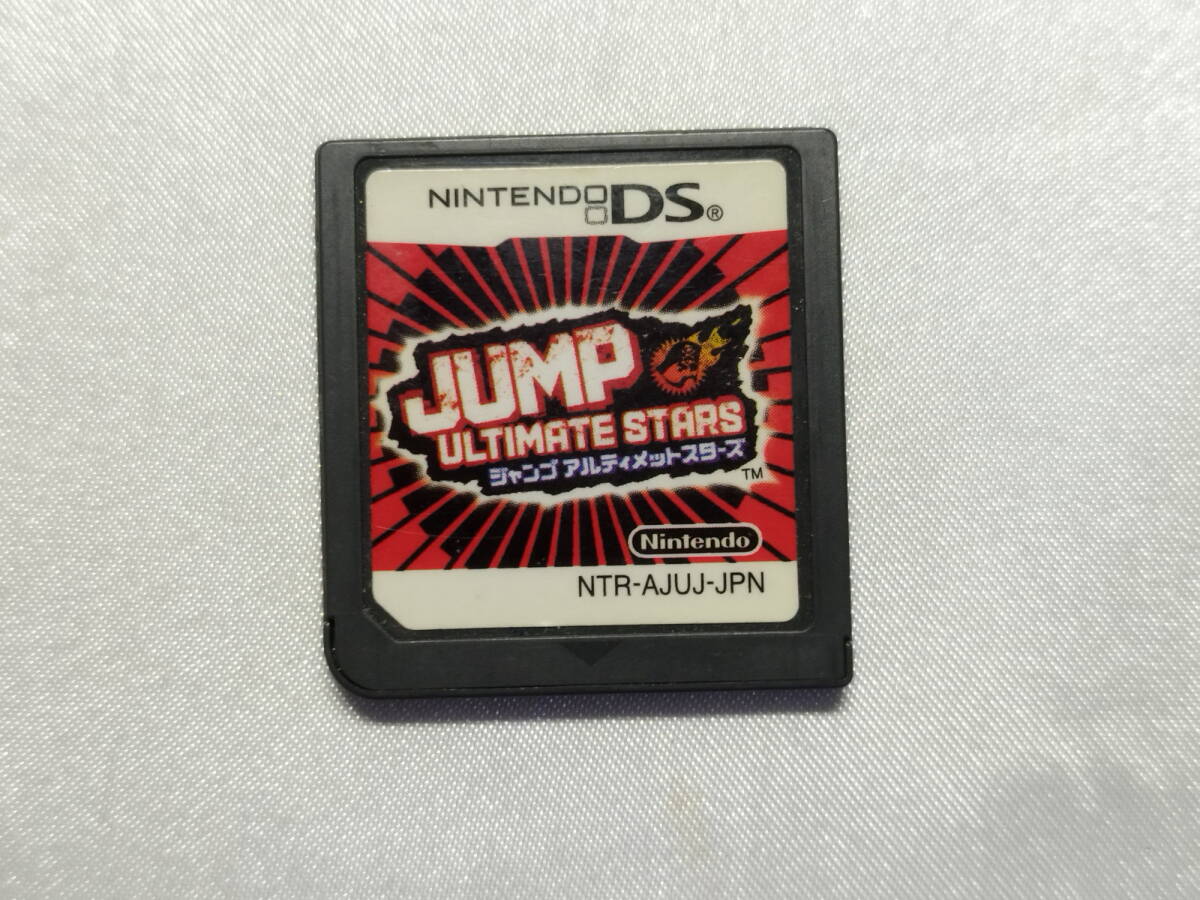 NINTENDO DS®
JUMP
ULTIMATE STARS
ジャンプ アルティメットスターズ
TM
Nintendo
NTR-AJUJ-JPN